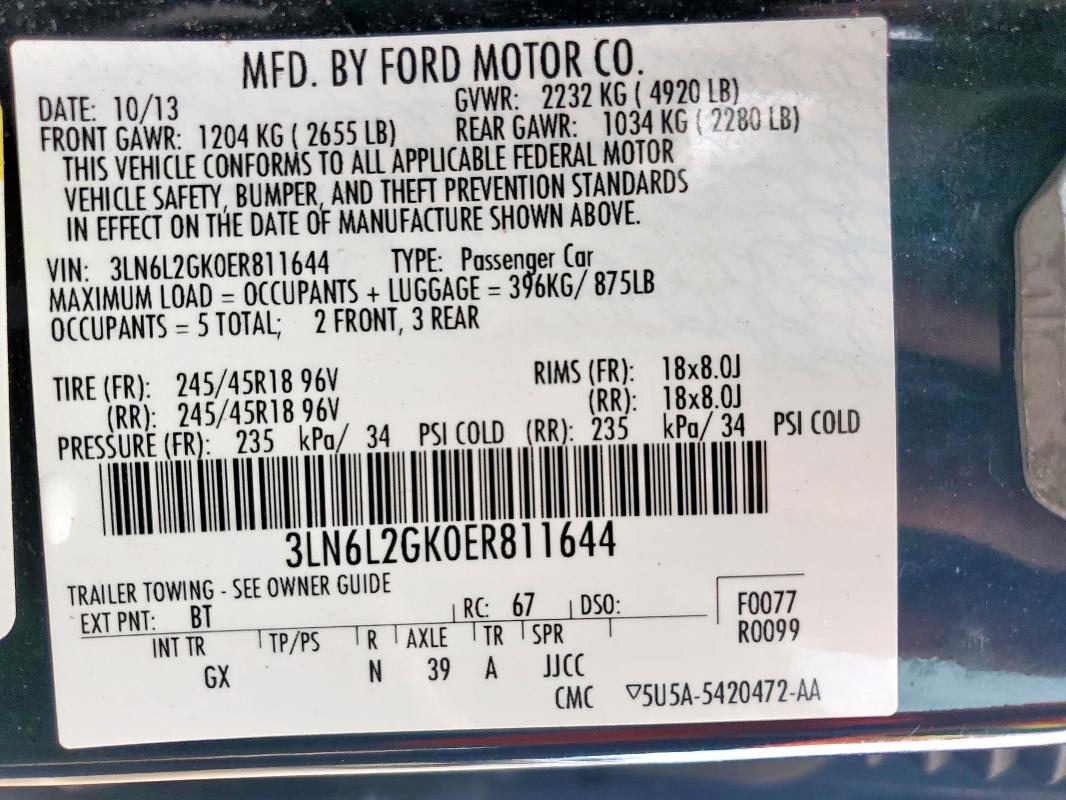 MFD. BY FORD MOTOR CO.
DATE: 10/13 GVWR: 2232 KG ( 4920 LB)
FRONT GAWR: 1204 KG ( 2655 LB) REAR GAWR: 1034 KG ( 2280 LB)
THIS VEHICLE CONFORMS TO ALL APPLICABLE FEDERAL MOTOR
VEHICLE SAFETY, BUMPER, AND THEFT PREVENTION STANDARDS
IN EFFECT ON THE DATE OF MANUFACTURE SHOWN ABOVE.
VIN: 3LN6L2GK0ER811644 TYPE: Passenger Car
MAXIMUM LOAD = OCCUPANTS + LUGGAGE = 396KG/ 875LB
OCCUPANTS = 5 TOTAL; 2 FRONT, 3 REAR
TIRE (FR): 245/45R18 96V RIMS (FR): 18x8.0J
(RR): 245/45R18 96V (RR): 18x8.0J
PRESSURE (FR): 235 kPa/ 34 PSI COLD (RR): 235 kPa/ 34 PSI COLD
3LN6L2GK0ER811644
TRAILER TOWING - SEE OWNER GUIDE
EXT PNT: BT RC: 67 DSO: F0077
R0099
INT TR TP/PS R AXLE TR SPR
GX N 39 A JJCC
CMC ▽5U5A-5420472-AA